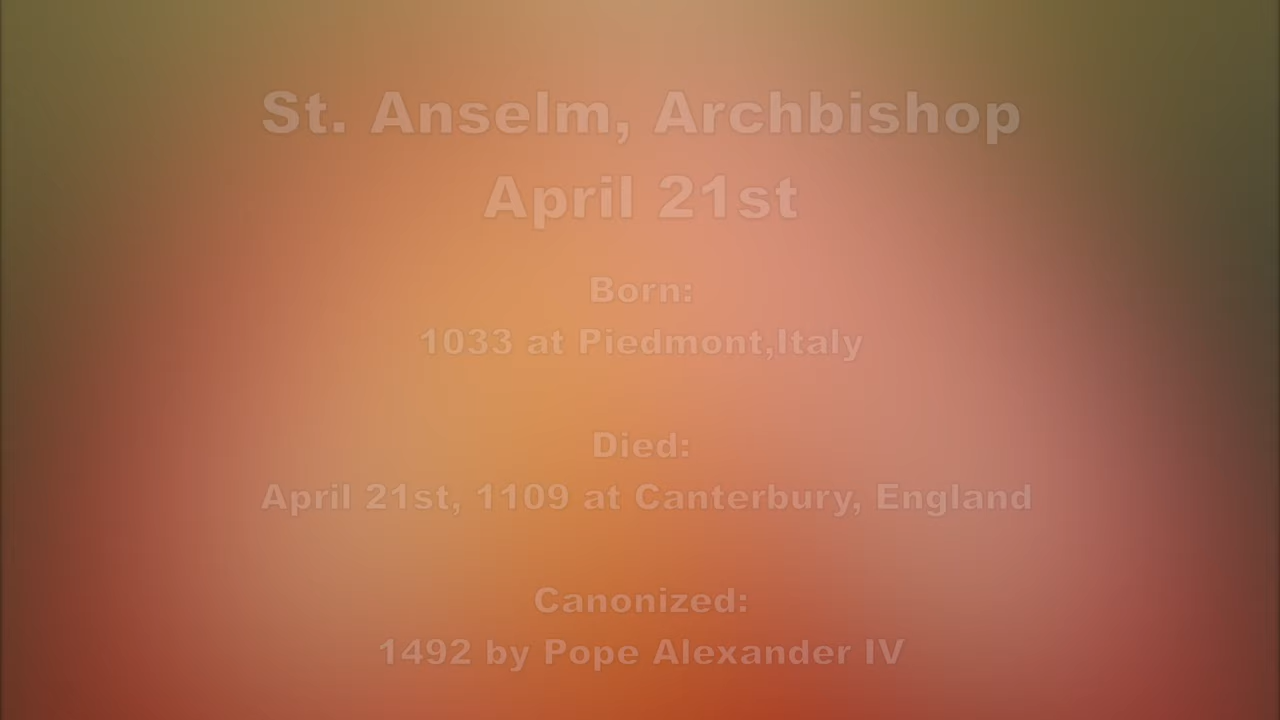 St. Anselm, Archbishop
April 21st
Born:
1033 at Piedmont,Italy
Died:
April 21st, 1109 at Canterbury, England
Canonized:
1492 by Pope Alexander IV